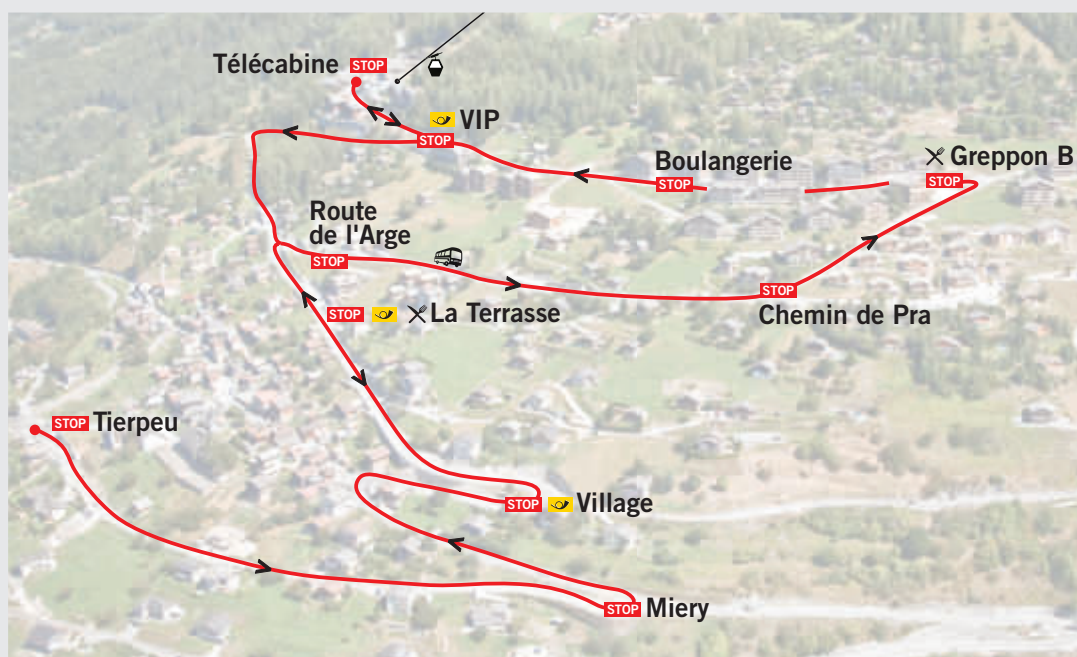 Télécabine STOP
VIP
STOP
Boulangerie
STOP
Greppon B
STOP
Route
de l'Arge
STOP
STOP La Terrasse
STOP
Chemin de Pra
STOP Tierpeu
STOP Village
STOP Miery